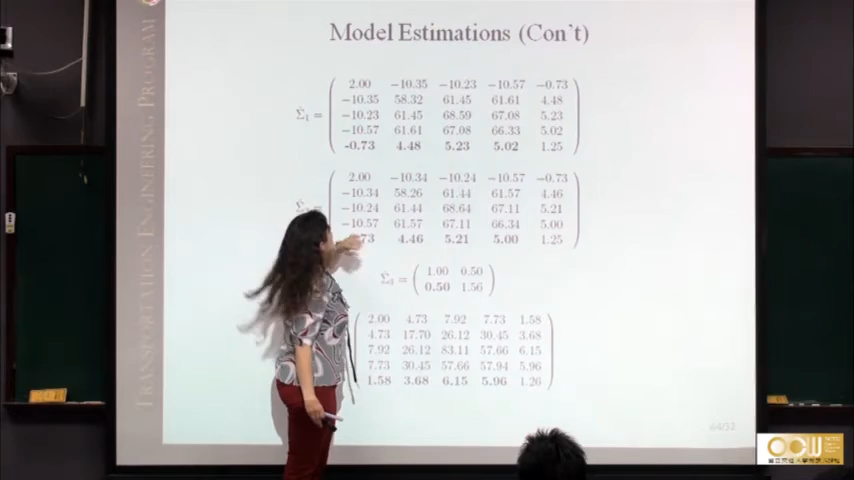 TRANSPORTATION ENGINEERING PROGRAM
Model Estimations (Con't)
Σ̂₁ =
2.00 −10.35 −10.23 −10.57 −0.73
−10.35 58.32 61.45 61.61 4.48
−10.23 61.45 68.59 67.08 5.23
−10.57 61.61 67.08 66.33 5.02
-0.73 4.48 5.23 5.02 1.25
2.00 −10.34 −10.24 −10.57 −0.73
−10.34 58.26 61.44 61.57 4.46
−10.24 61.44 68.64 67.11 5.21
−10.57 61.57 67.11 66.34 5.00
73 4.46 5.21 5.00 1.25
1.00 0.50
0.50 1.56
2.00 4.73 7.92 7.73 1.58
4.73 17.70 26.12 30.45 3.68
7.92 26.12 83.11 57.66 6.15
7.73 30.45 57.66 57.94 5.96
1.58 3.68 6.15 5.96 1.26
OCW